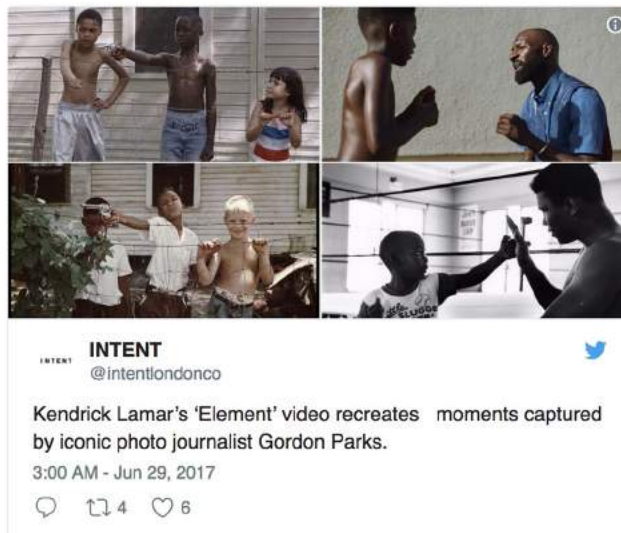 SLUGGE
INTENT
INTENT
@intentlondonco
Kendrick Lamar's 'Element' video recreates moments captured
by iconic photo journalist Gordon Parks.
3:00 AM - Jun 29, 2017
4 6